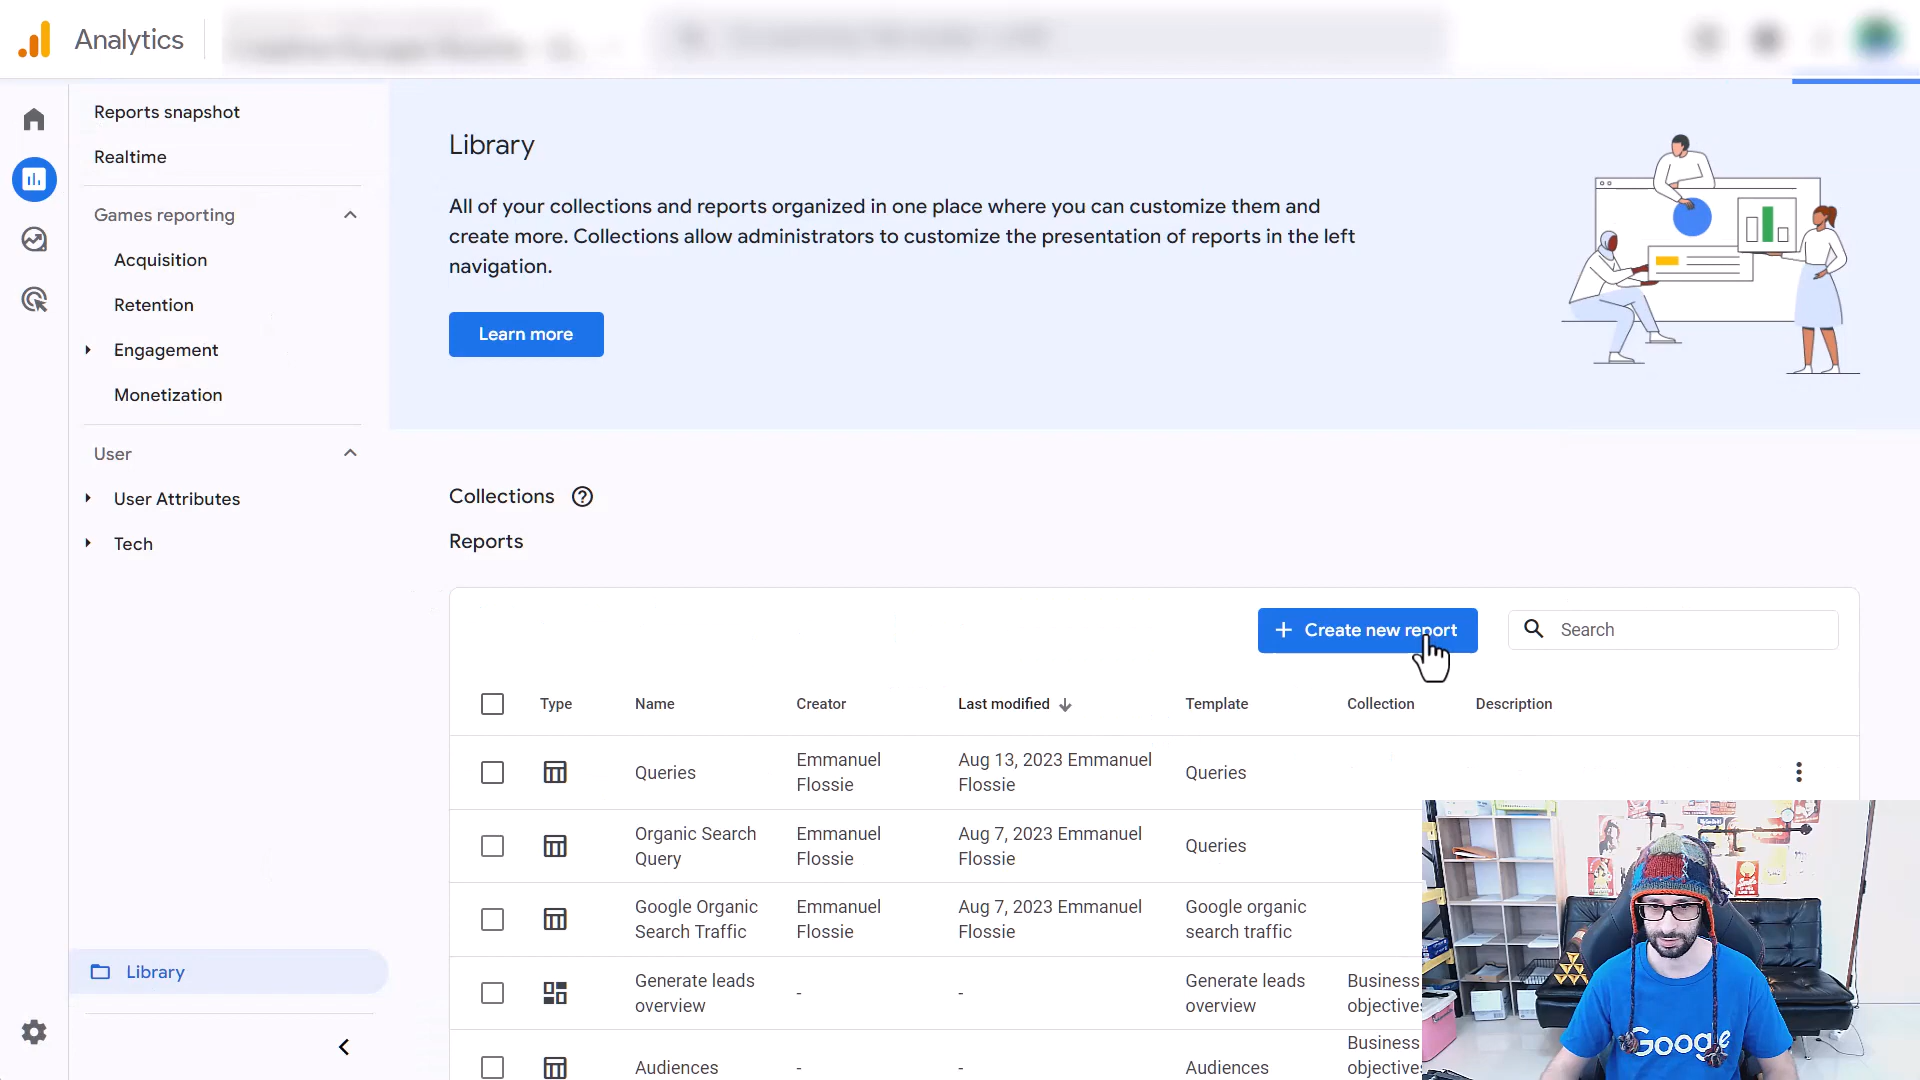 Analytics
Reports snapshot
Realtime
Games reporting
Acquisition
Retention
Engagement
Monetization
User
User Attributes
Tech
Library
Library
All of your collections and reports organized in one place where you can customize them and
create more. Collections allow administrators to customize the presentation of reports in the left
navigation.
Learn more
Collections
Reports
Create new report
Search
Type Name Creator Last modified Template Collection Description
Queries Emmanuel Flossie Aug 13, 2023 Emmanuel Flossie Queries
Organic Search Query Emmanuel Flossie Aug 7, 2023 Emmanuel Flossie Queries
Google Organic Search Traffic Emmanuel Flossie Aug 7, 2023 Emmanuel Flossie Google organic search traffic
Generate leads overview - - Generate leads overview Business objective
Audiences - - Audiences Business objective
Google